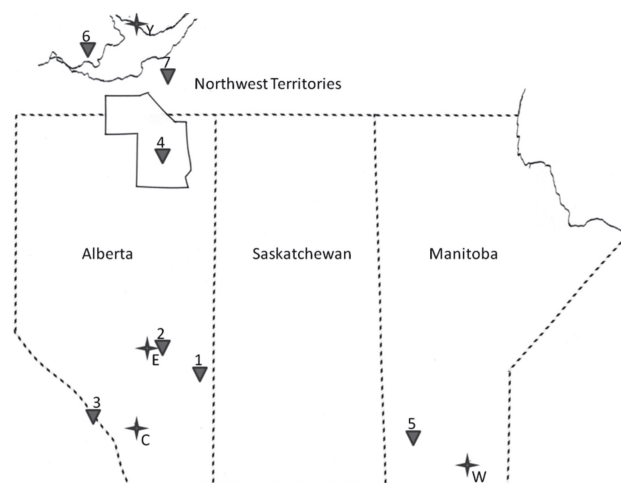 6
Y
7
Northwest Territories
4
Alberta
Saskatchewan
Manitoba
2
E
1
3
C
5
W